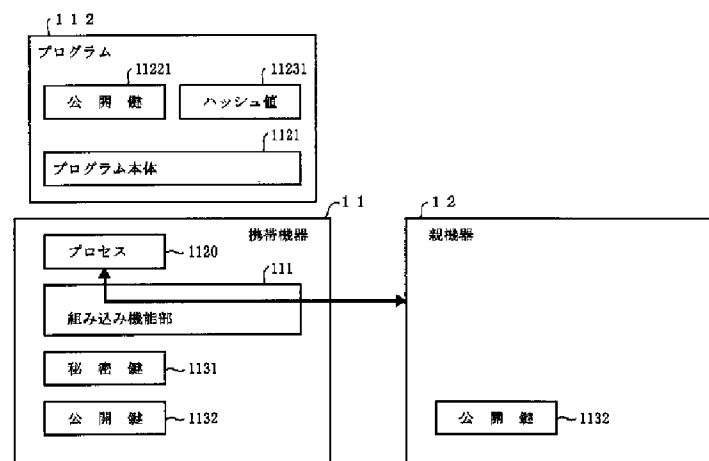 １１２
プログラム
11221
11231
公 開 鍵
ハッシュ値
1121
プログラム本体
１１
１２
携帯機器
親機器
プロセス
1120
111
組み込み機能部
秘 密 鍵
1131
公 開 鍵
1132
公 開 鍵
1132